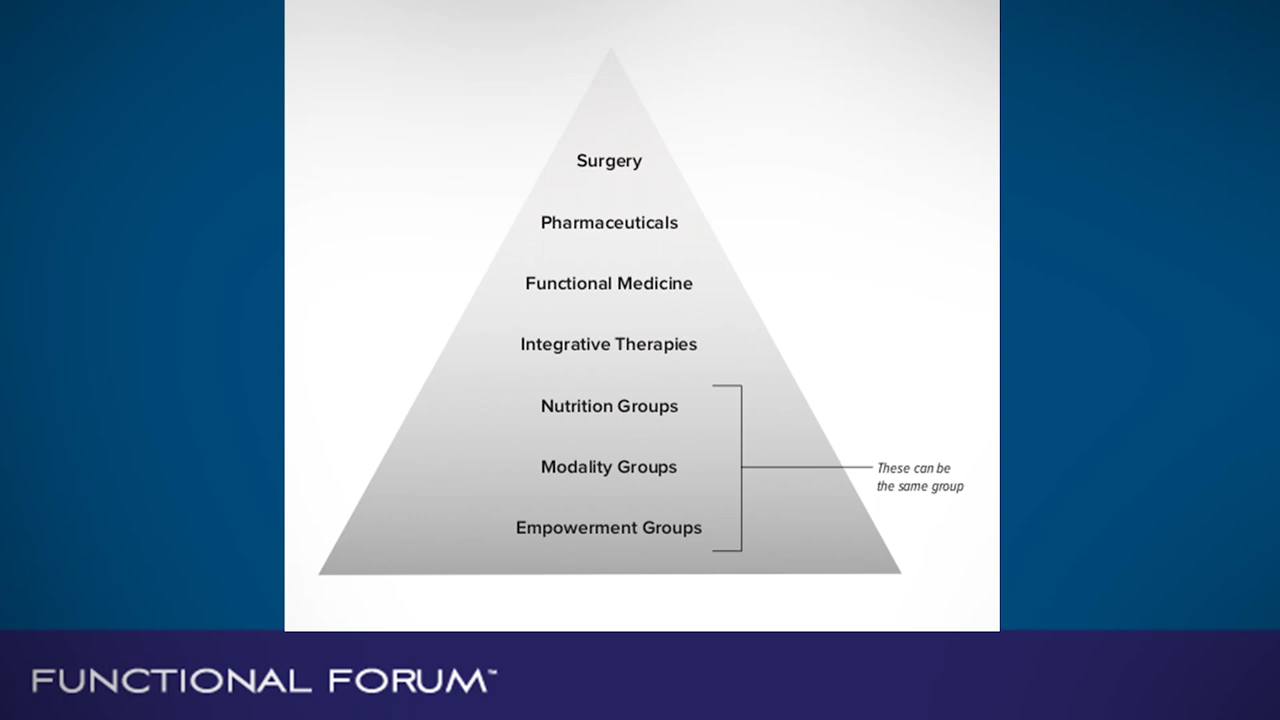 Surgery
Pharmaceuticals
Functional Medicine
Integrative Therapies
Nutrition Groups
Modality Groups
These can be
the same group
Empowerment Groups
FUNCTIONAL FORUM™